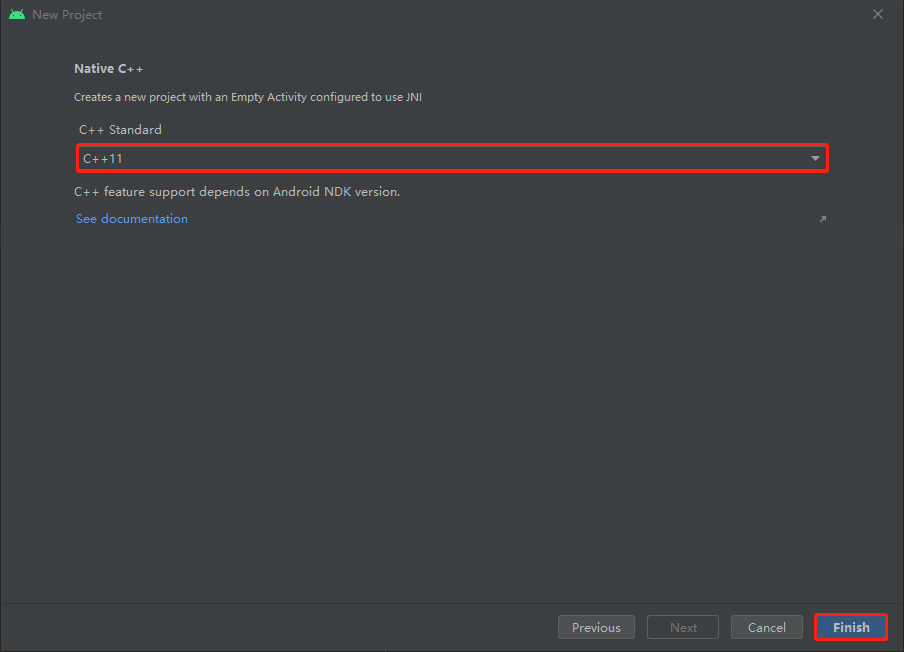 New Project
Native C++
Creates a new project with an Empty Activity configured to use JNI
C++ Standard
C++11
C++ feature support depends on Android NDK version.
See documentation
Previous Next Cancel Finish